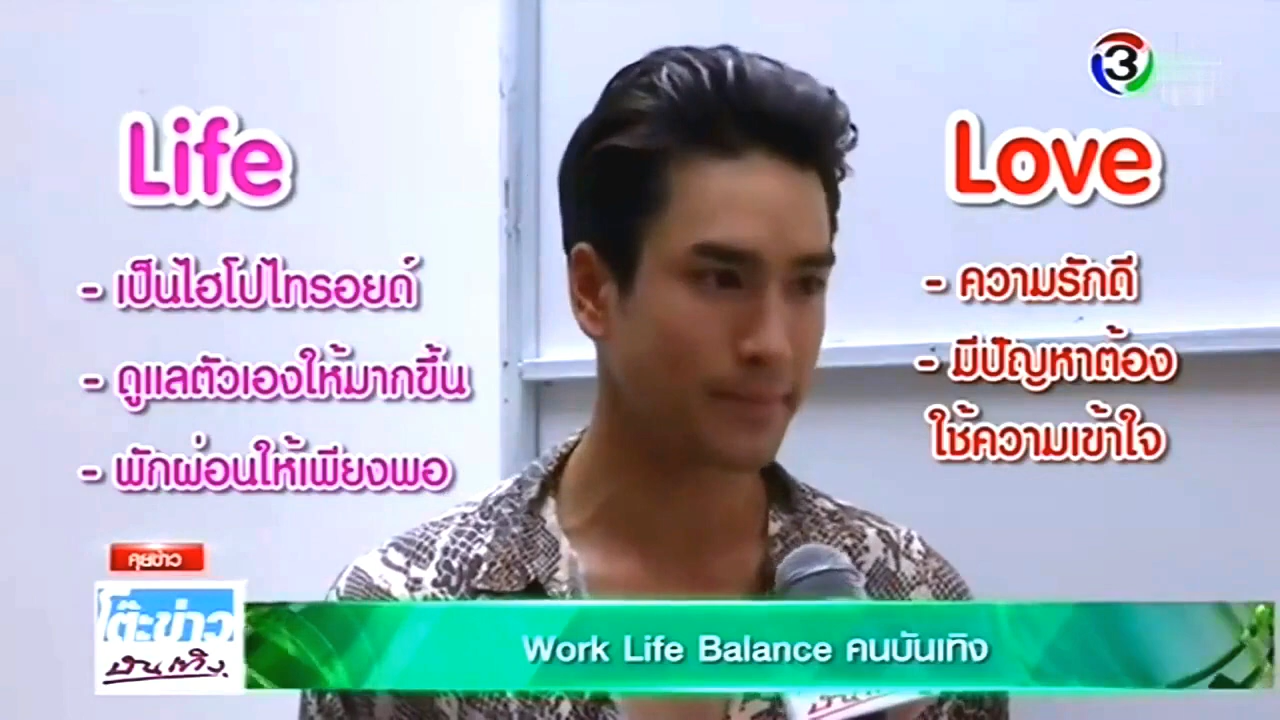 3
Life
- เป็นไฮโปไทรอยด์
- ดูแลตัวเองให้มากขึ้น
- พักผ่อนให้เพียงพอ
Love
- ความรักดี
- มีปัญหาต้อง
ใช้ความเข้าใจ
คุยข่าว
โต๊ะข่าว
บันเทิง
Work Life Balance คนบันเทิง